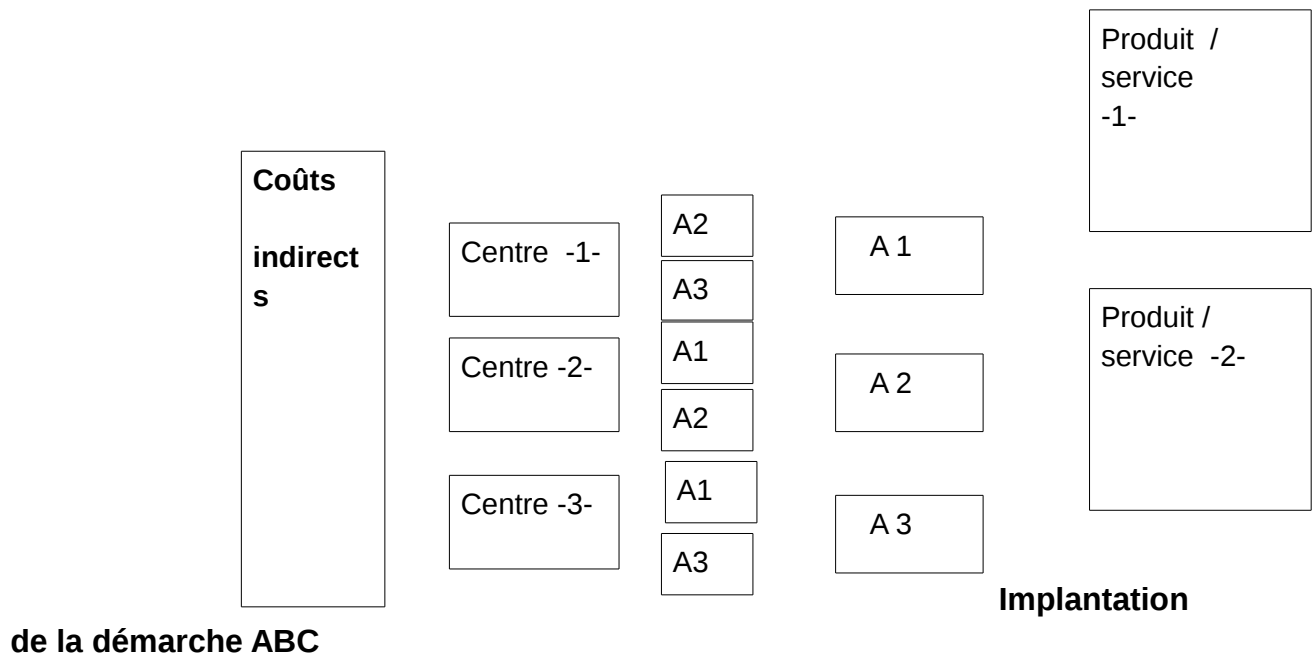 Produit /
service
-1-
Coûts
indirect
s
Centre -1-
Centre -2-
Centre -3-
A2
A3
A1
A2
A1
A3
A 1
A 2
A 3
Produit /
service -2-
Implantation
de la démarche ABC